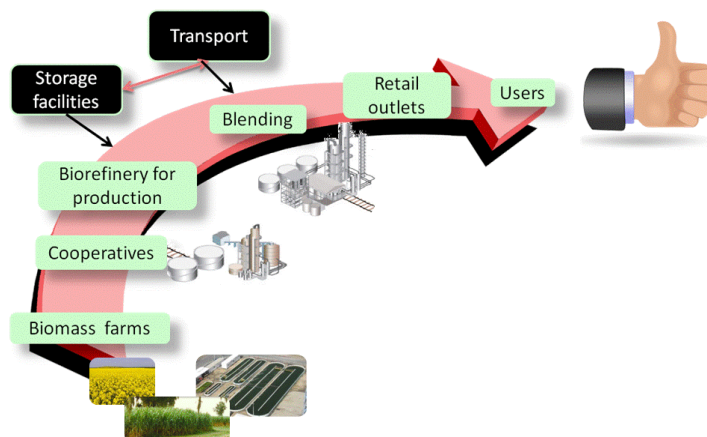 Transport
Storage
facilities
Retail
outlets
Users
Blending
Biorefinery for
production
Cooperatives
Biomass farms